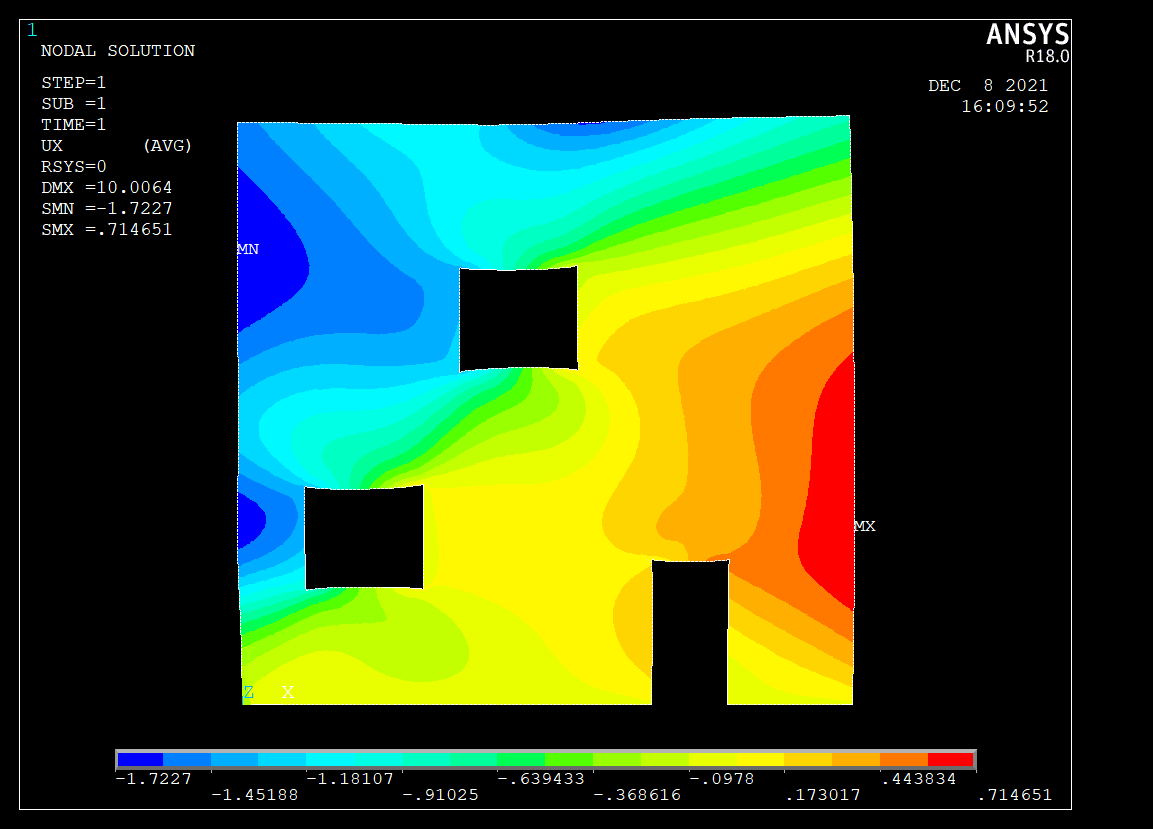 1
ANSYS
R18.0
NODAL SOLUTION
STEP=1
SUB =1
TIME=1
UX (AVG)
RSYS=0
DMX =10.0064
SMN =-1.7227
SMX =.714651
DEC 8 2021
16:09:52
MN
MX
Z X
-1.7227 -1.18107 -.639433 -.0978 .443834
-1.45188 -.91025 -.368616 .173017 .714651